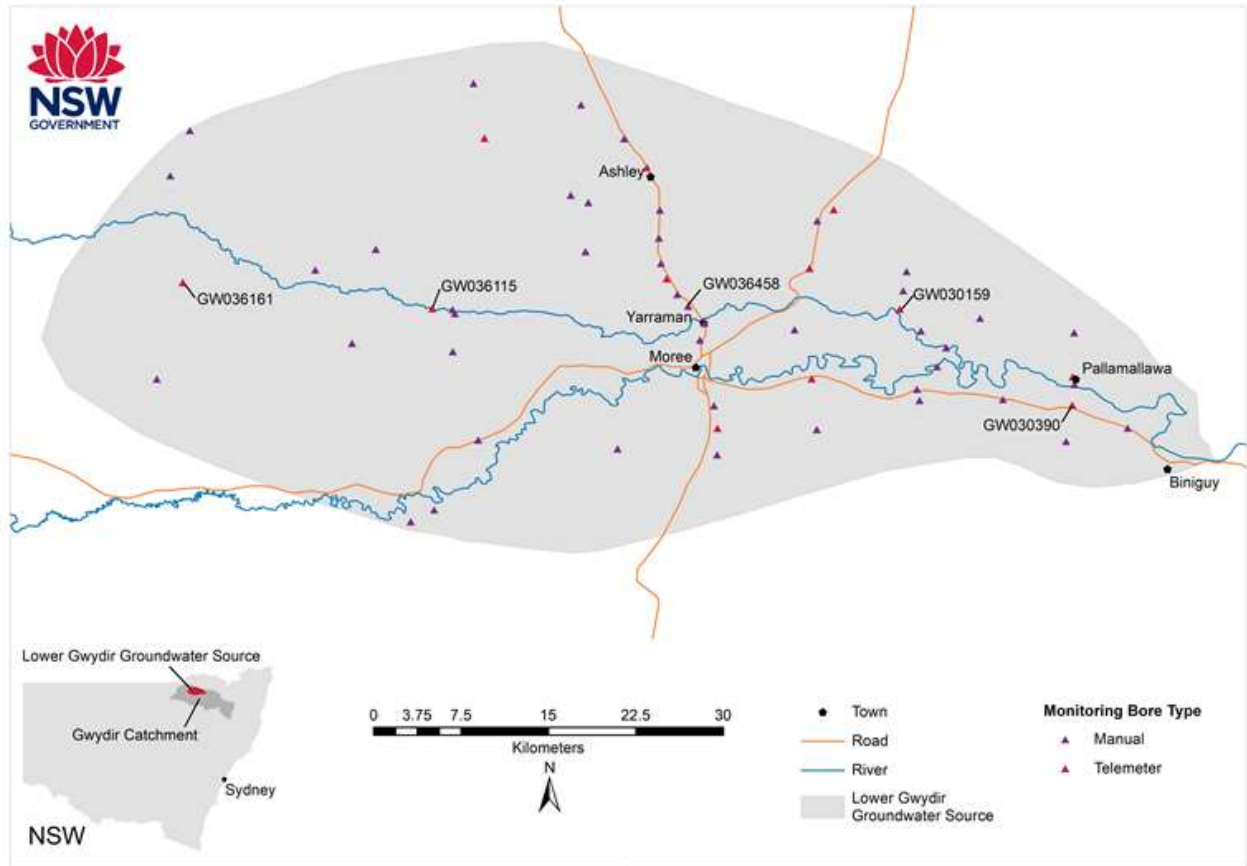 NSW
GOVERNMENT
Ashley
GW036161
GW036115
GW036458
GW030159
Yarraman
Moree
Pallamallawa
GW030390
Biniguy
Lower Gwydir Groundwater Source
Gwydir Catchment
Sydney
NSW
0 3.75 7.5 15 22.5 30
Kilometers
N
Town
Road
River
Lower Gwydir
Groundwater Source
Monitoring Bore Type
Manual
Telemeter